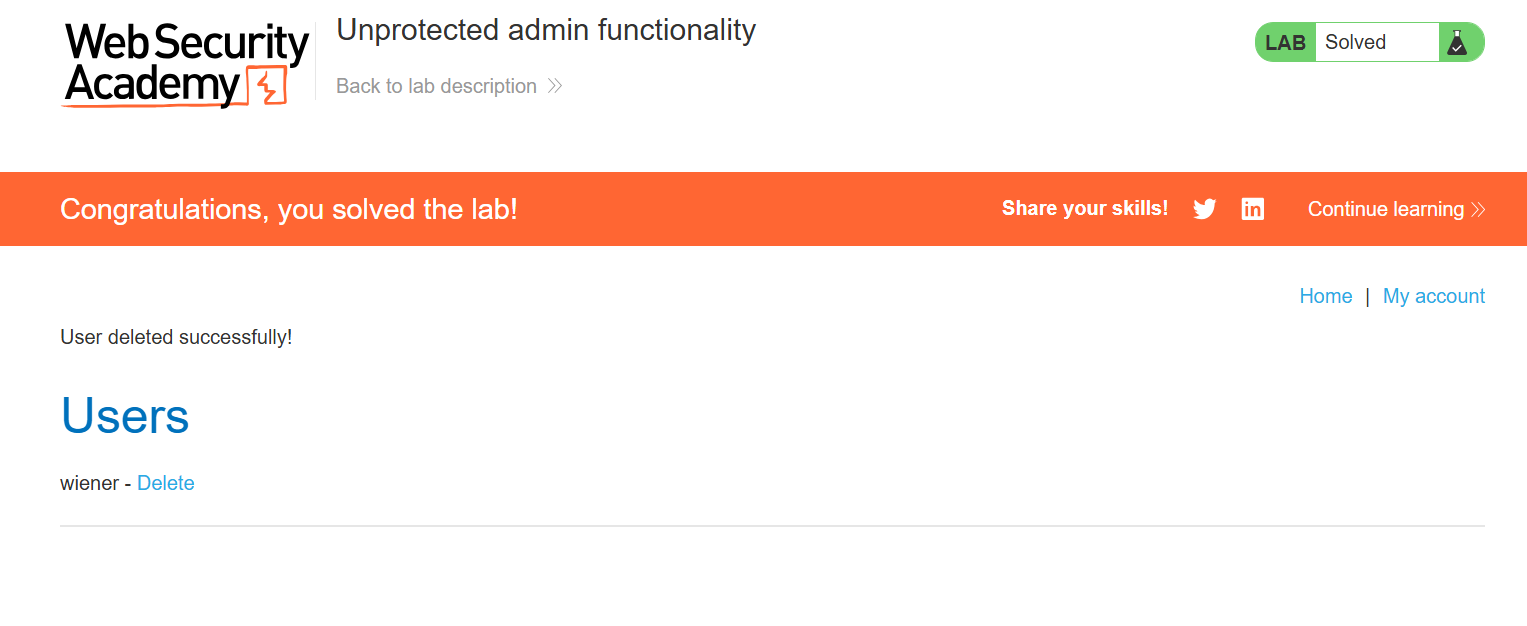 Web Security
Academy
Unprotected admin functionality
Back to lab description
LAB Solved
Congratulations, you solved the lab!
Share your skills!
in
Continue learning
Home | My account
User deleted successfully!
Users
wiener - Delete